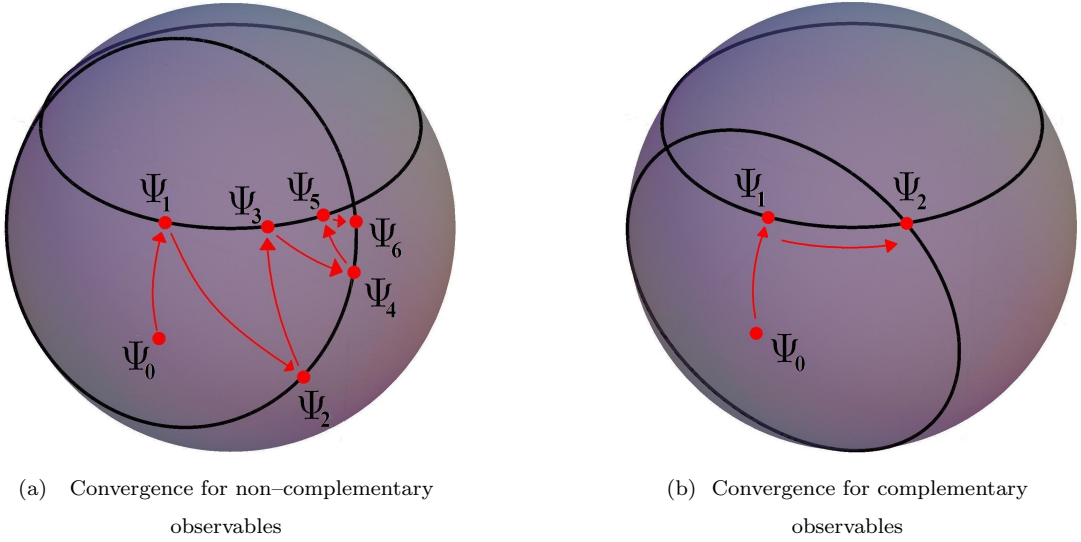 Ψ₁
Ψ₃
Ψ₅
Ψ₆
Ψ₄
Ψ₀
Ψ₂
Ψ₁
Ψ₂
Ψ₀
(a) Convergence for non–complementary
observables
(b) Convergence for complementary
observables